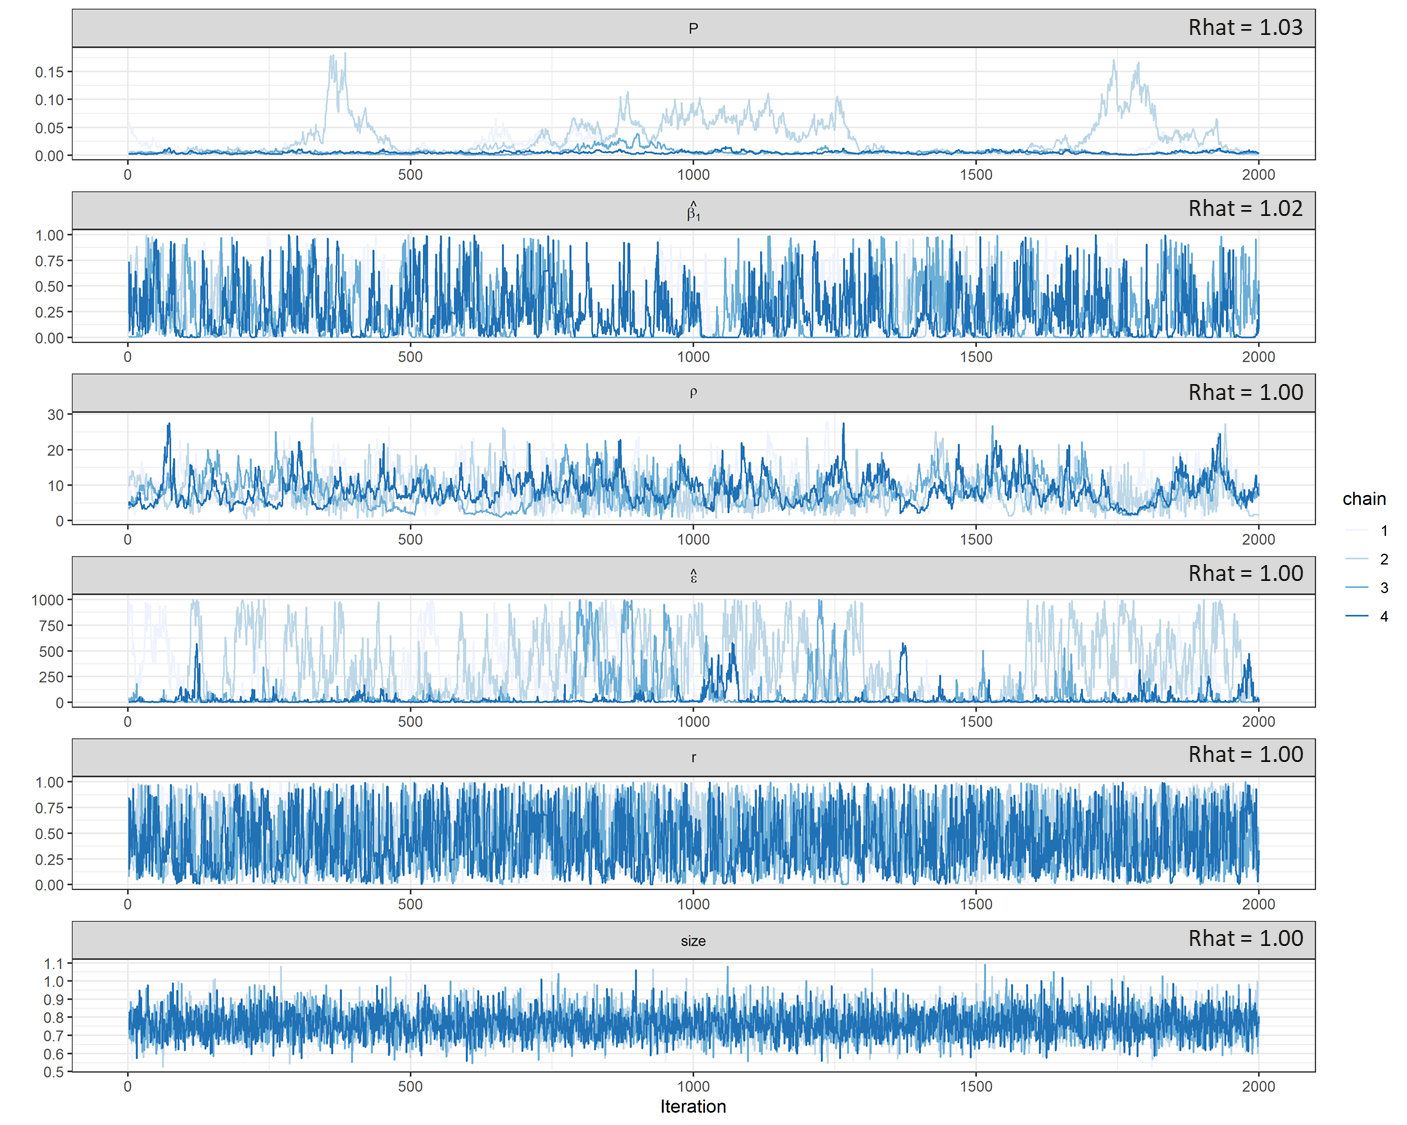 P Rhat = 1.03
0.15
0.10
0.05
0.00
0 500 1000 1500 2000
β̂₁ Rhat = 1.02
1.00
0.75
0.50
0.25
0.00
0 500 1000 1500 2000
ρ Rhat = 1.00
30
20
10
0
0 500 1000 1500 2000
ε̂ Rhat = 1.00
1000
750
500
250
0
0 500 1000 1500 2000
r Rhat = 1.00
1.00
0.75
0.50
0.25
0.00
0 500 1000 1500 2000
size Rhat = 1.00
1.1
1.0
0.9
0.8
0.7
0.6
0.5
0 500 1000 1500 2000
Iteration
chain
1
2
3
4